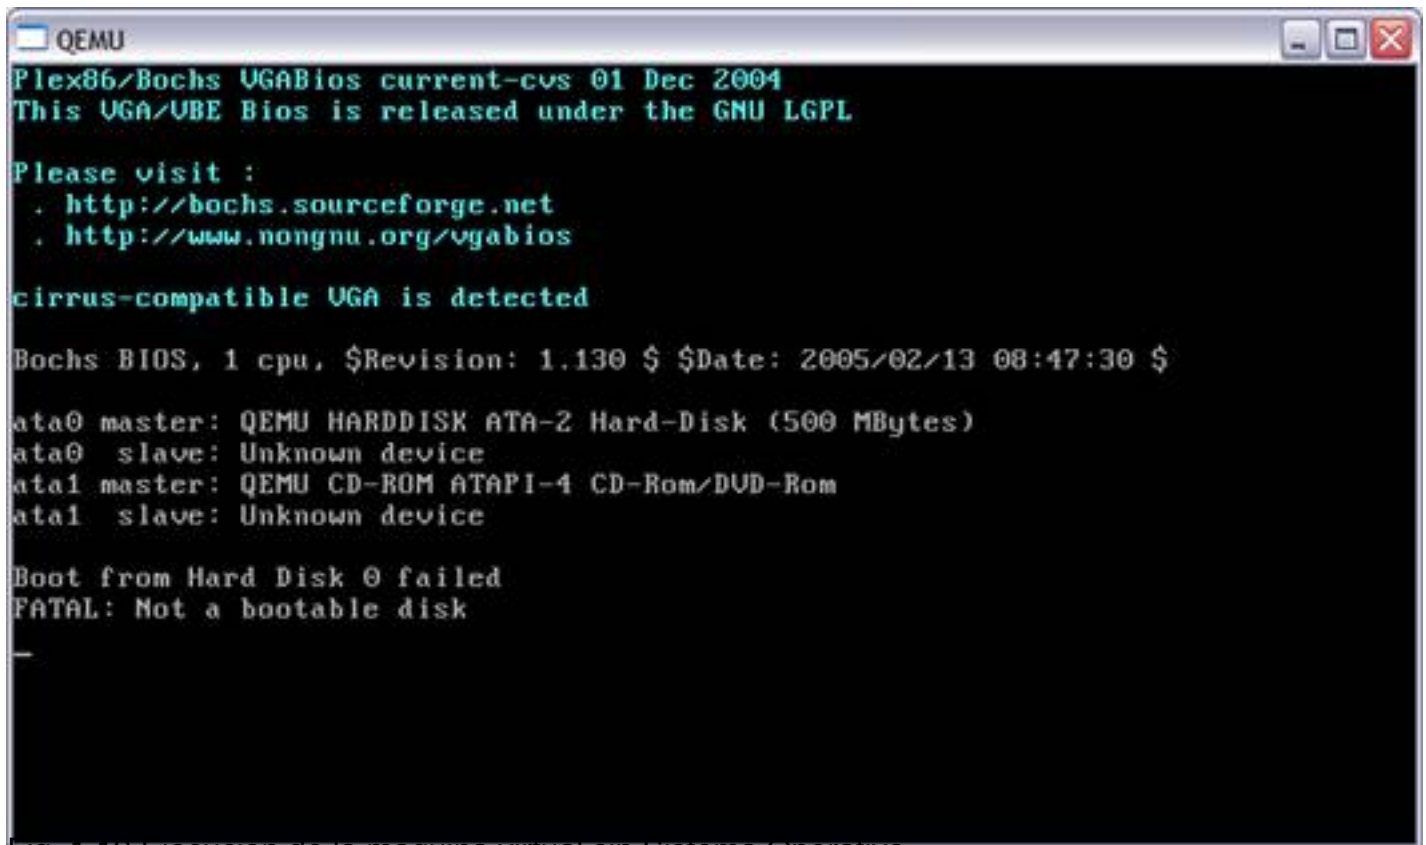 QEMU
Plex86/Bochs VGABios current-cvs 01 Dec 2004
This VGA/VBE Bios is released under the GNU LGPL
Please visit :
. http://bochs.sourceforge.net
. http://www.nongnu.org/vgabios
cirrus-compatible VGA is detected
Bochs BIOS, 1 cpu, $Revision: 1.130 $ $Date: 2005/02/13 08:47:30 $
ata0 master: QEMU HARDDISK ATA-2 Hard-Disk (500 MBytes)
ata0  slave: Unknown device
ata1 master: QEMU CD-ROM ATAPI-4 CD-Rom/DVD-Rom
ata1  slave: Unknown device
Boot from Hard Disk 0 failed
FATAL: Not a bootable disk